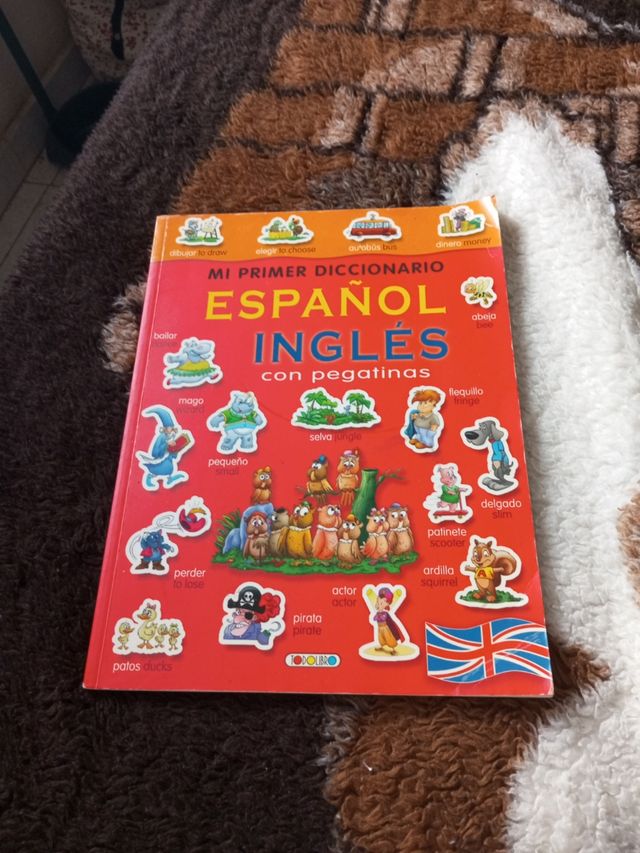 dibujar to draw
elegir to choose
autobús bus
dinero money
MI PRIMER DICCIONARIO
ESPAÑOL
INGLÉS
con pegatinas
abeja
bee
bailar
dance
mago
wizard
pequeño
small
selva jungle
flequillo
fringe
delgado
slim
patinete
scooter
ardilla
squirrel
perder
to lose
actor
actor
pirata
pirate
patos ducks
TODOLIBRO